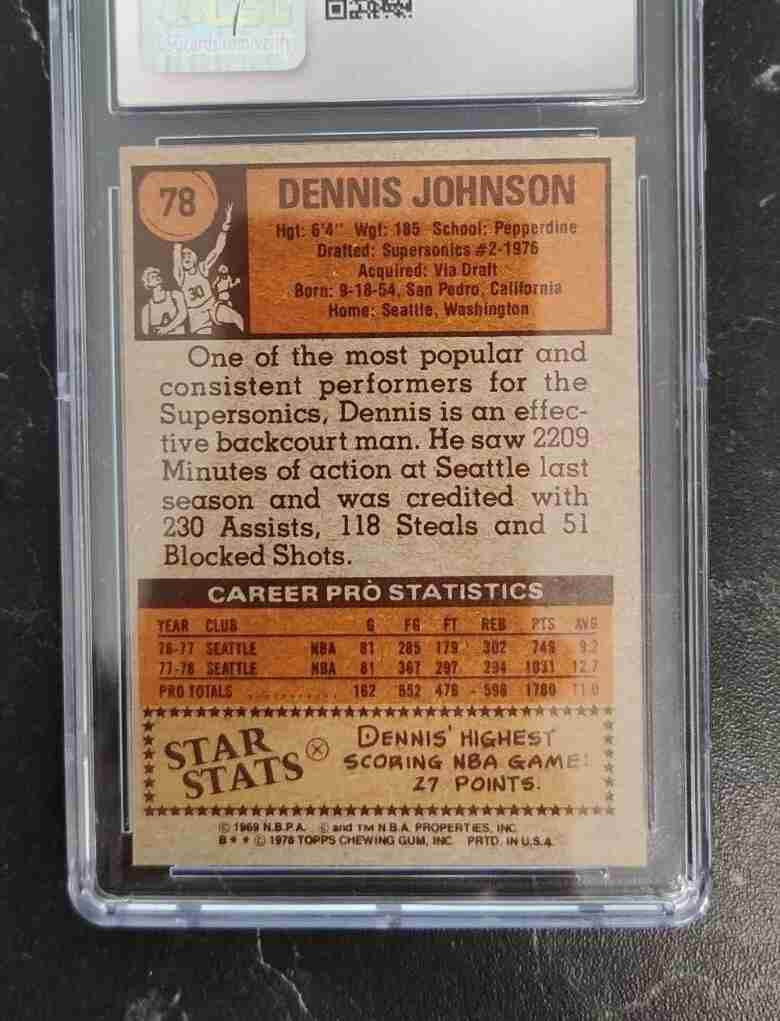 78
DENNIS JOHNSON
Hgt: 6'4" Wgt: 185 School: Pepperdine
Drafted: Supersonics #2-1976
Acquired: Via Draft
Born: 9-18-54, San Pedro, California
Home: Seattle, Washington
30
One of the most popular and
consistent performers for the
Supersonics, Dennis is an effec-
tive backcourt man. He saw 2209
Minutes of action at Seattle last
season and was credited with
230 Assists, 118 Steals and 51
Blocked Shots.
CAREER PRO STATISTICS
YEAR CLUB G FG FT REB PTS AVG
76-77 SEATTLE NBA 81 285 179 302 749 9.2
77-78 SEATTLE NBA 81 367 297 294 1031 12.7
PRO TOTALS 162 652 476 596 1780 11.0
STAR
STATS
DENNIS' HIGHEST
SCORING NBA GAME:
27 POINTS.
© 1969 N.B.P.A. © and TM N.B.A. PROPERTIES, INC.
B * * © 1978 TOPPS CHEWING GUM, INC. PRTD. IN U.S.A.